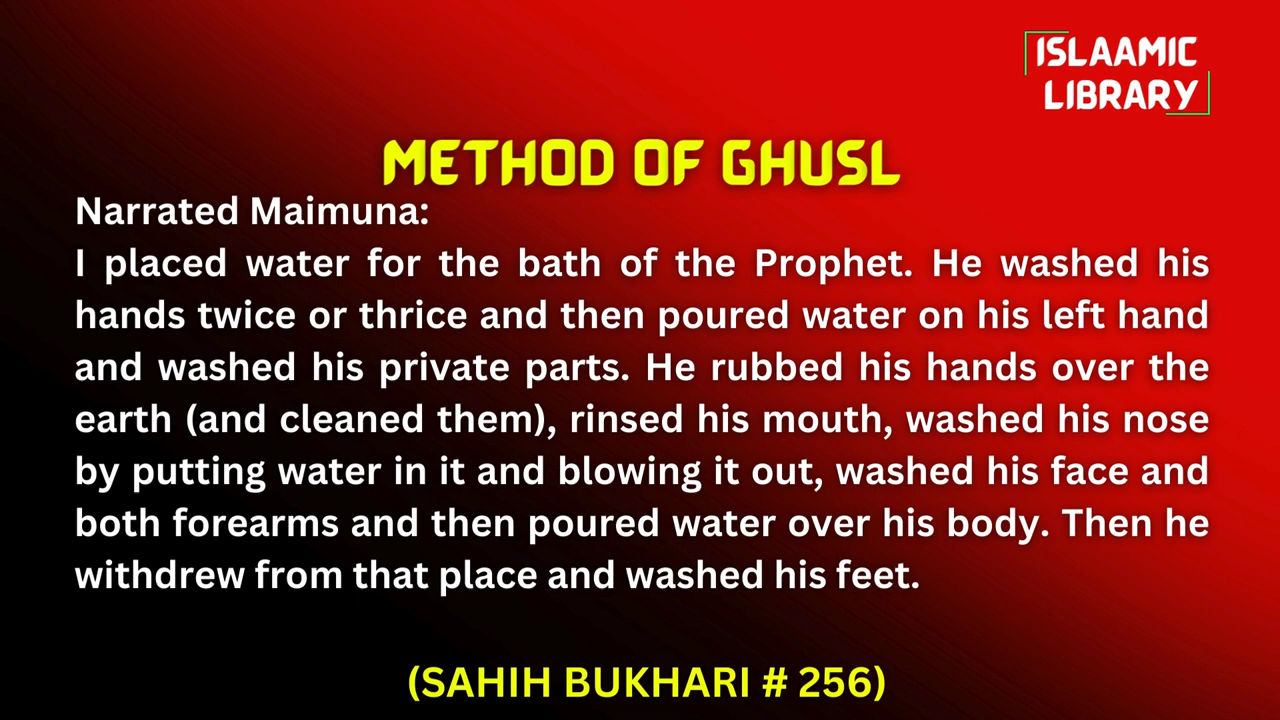 ISLAAMIC
LIBRARY
METHOD OF GHUSL
Narrated Maimuna:
I placed water for the bath of the Prophet. He washed his
hands twice or thrice and then poured water on his left hand
and washed his private parts. He rubbed his hands over the
earth (and cleaned them), rinsed his mouth, washed his nose
by putting water in it and blowing it out, washed his face and
both forearms and then poured water over his body. Then he
withdrew from that place and washed his feet.
(SAHIH BUKHARI # 256)